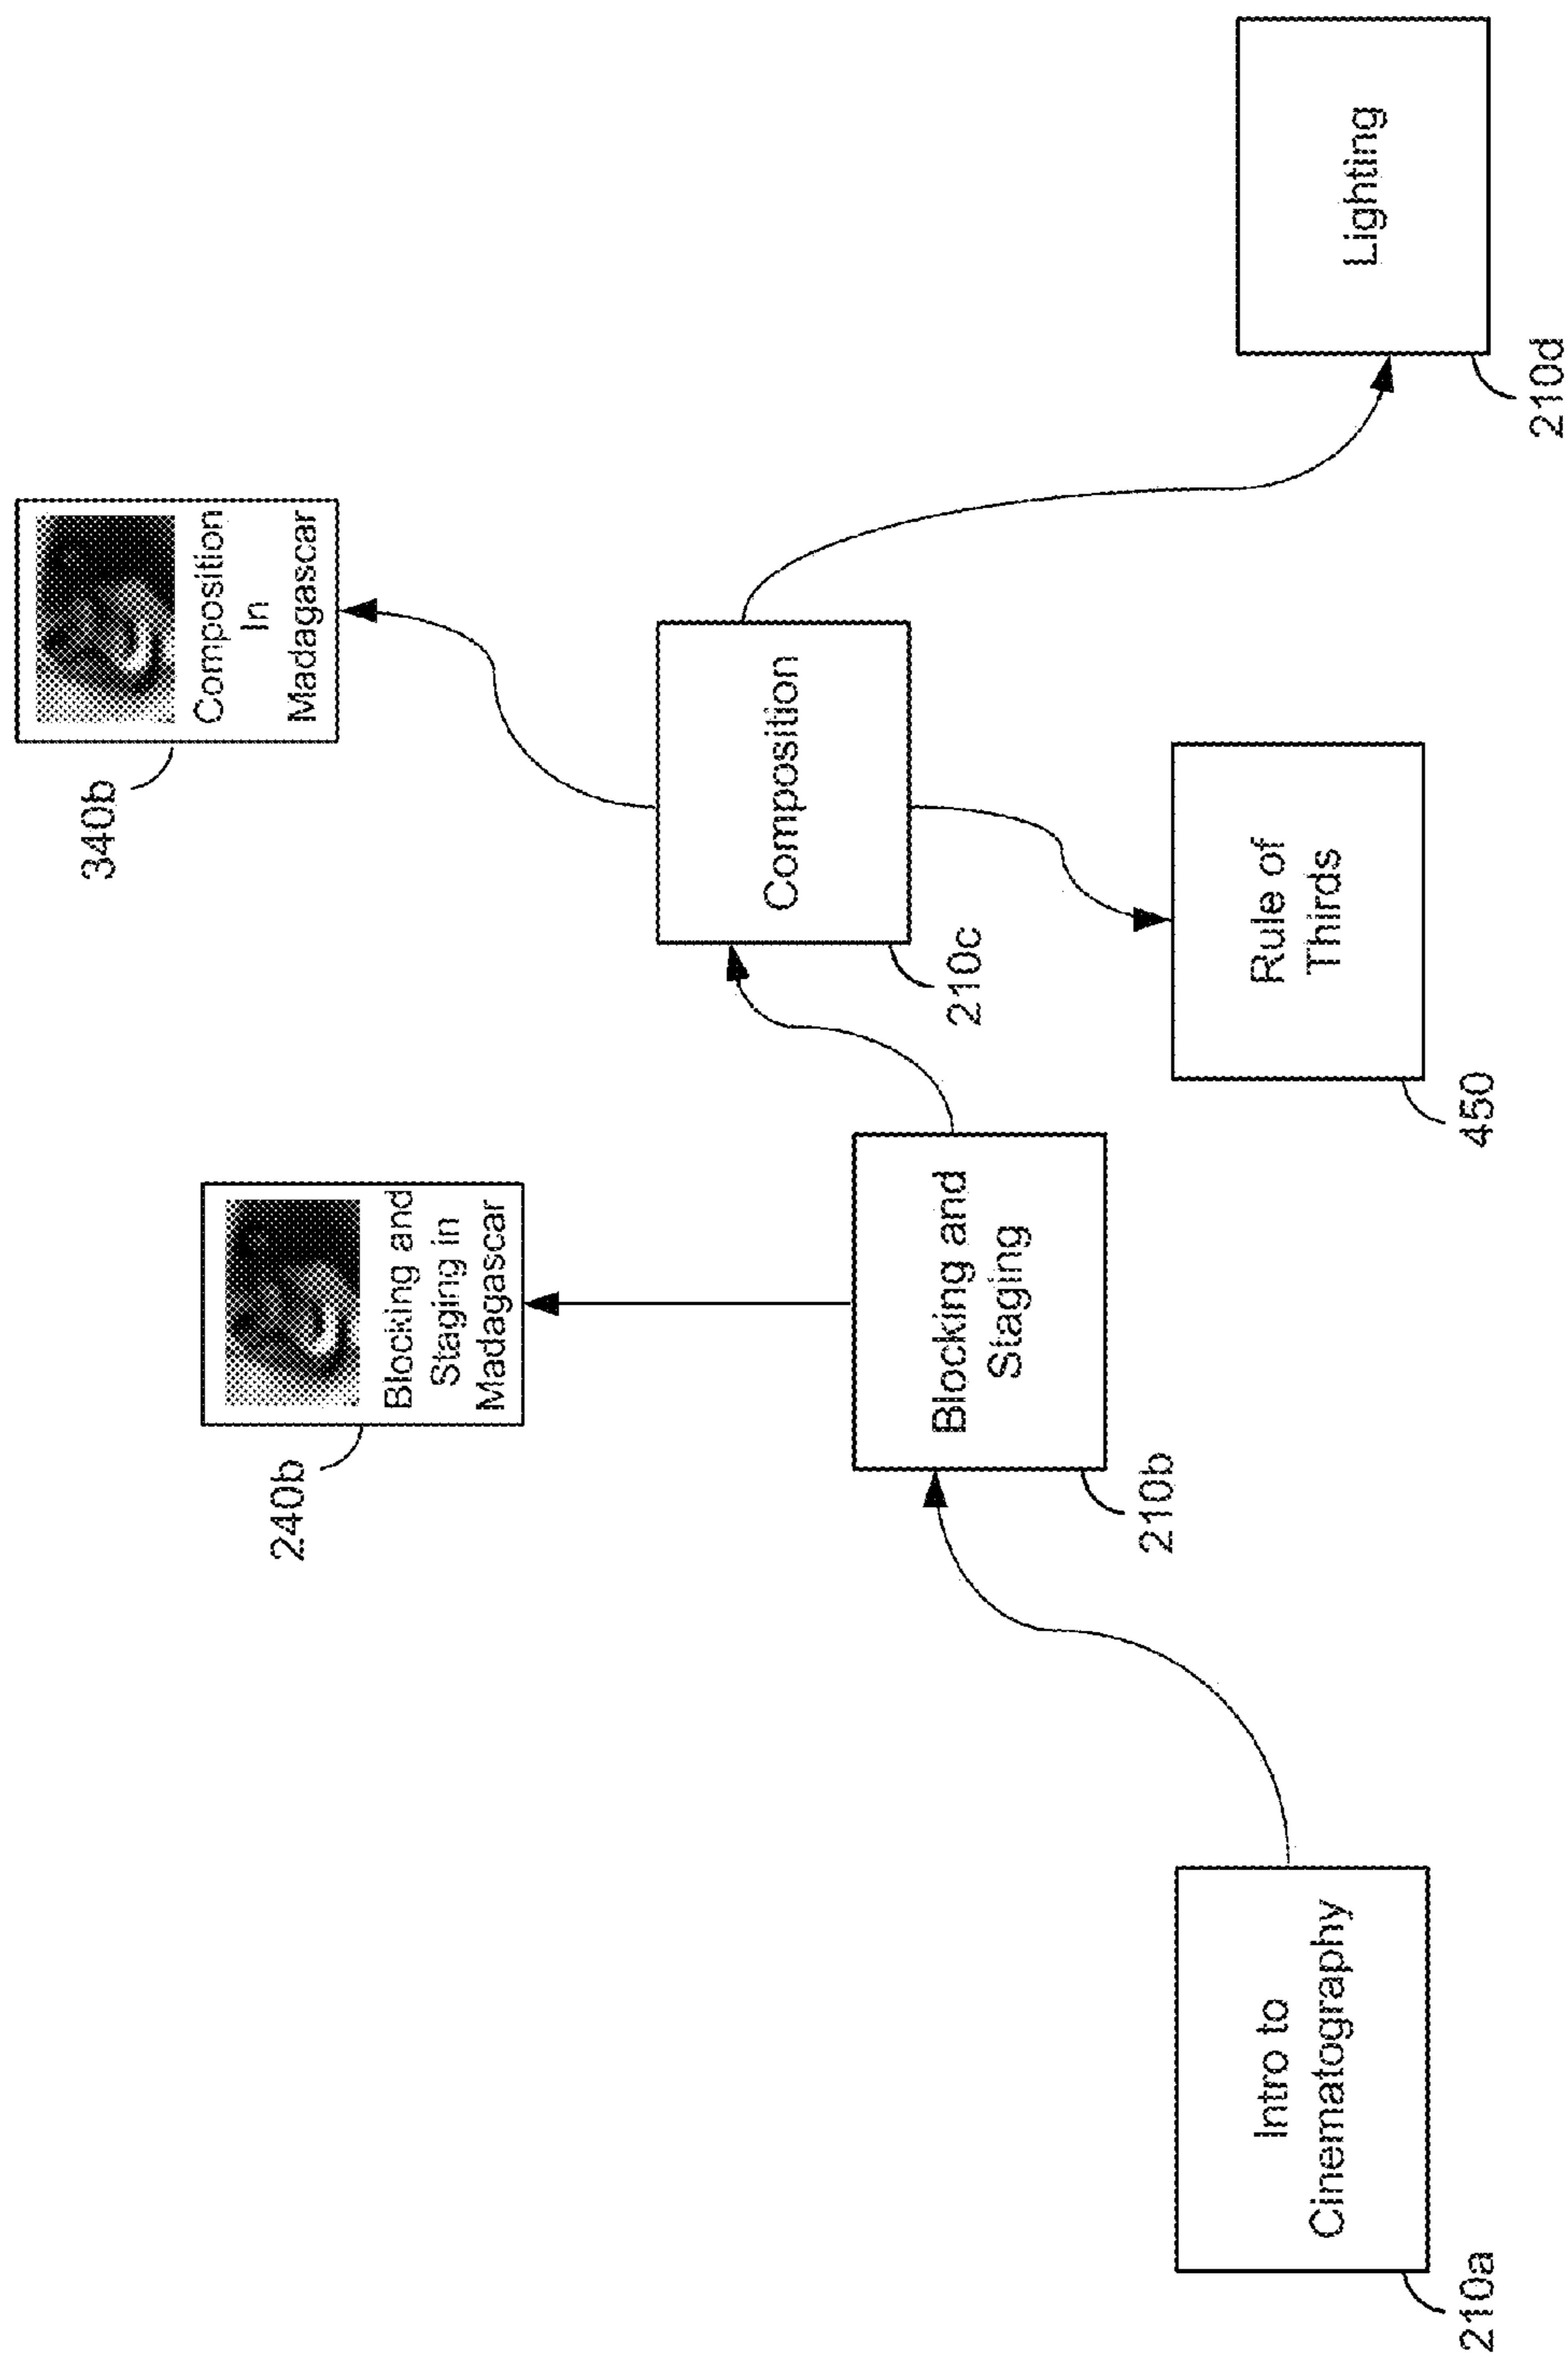 340b
Composition
In
Madagascar
240b
Blocking and
Staging in
Madagascar
Composition
210c
Blocking and
Staging
210b
Lighting
210d
Rule of
Thirds
450
Intro to
Cinematography
210a